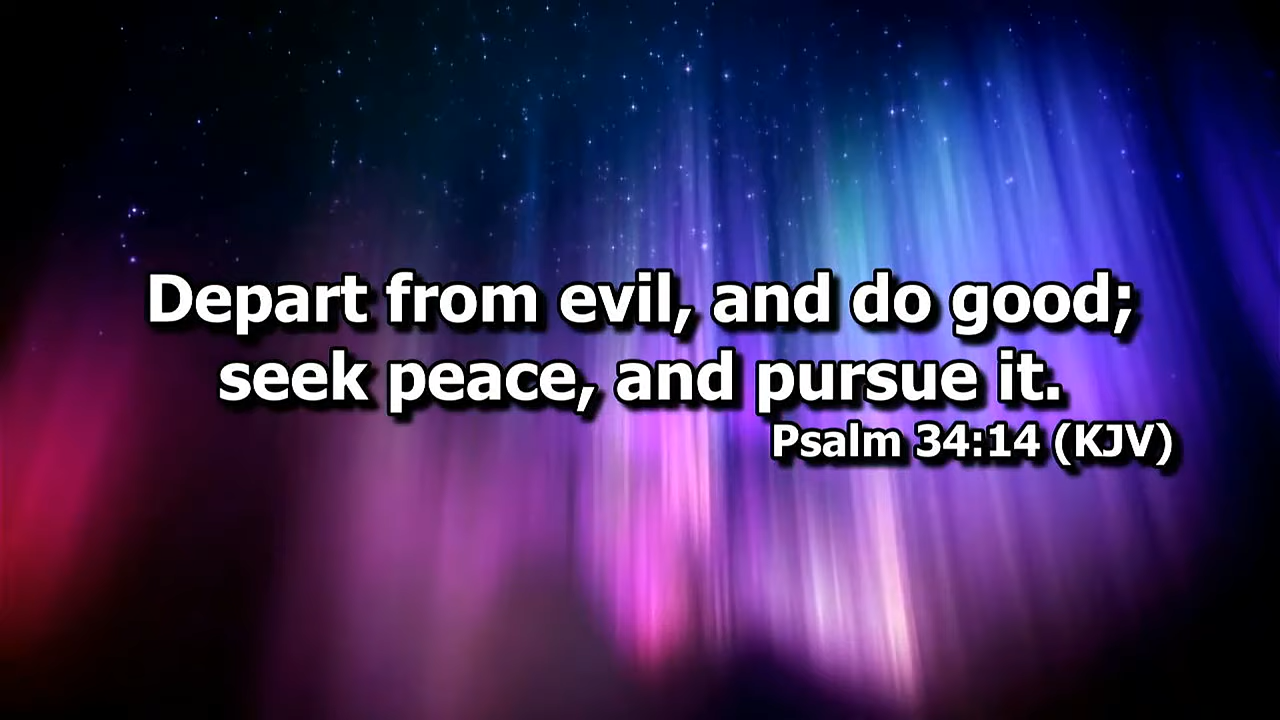 Depart from evil, and do good;
seek peace, and pursue it.
Psalm 34:14 (KJV)